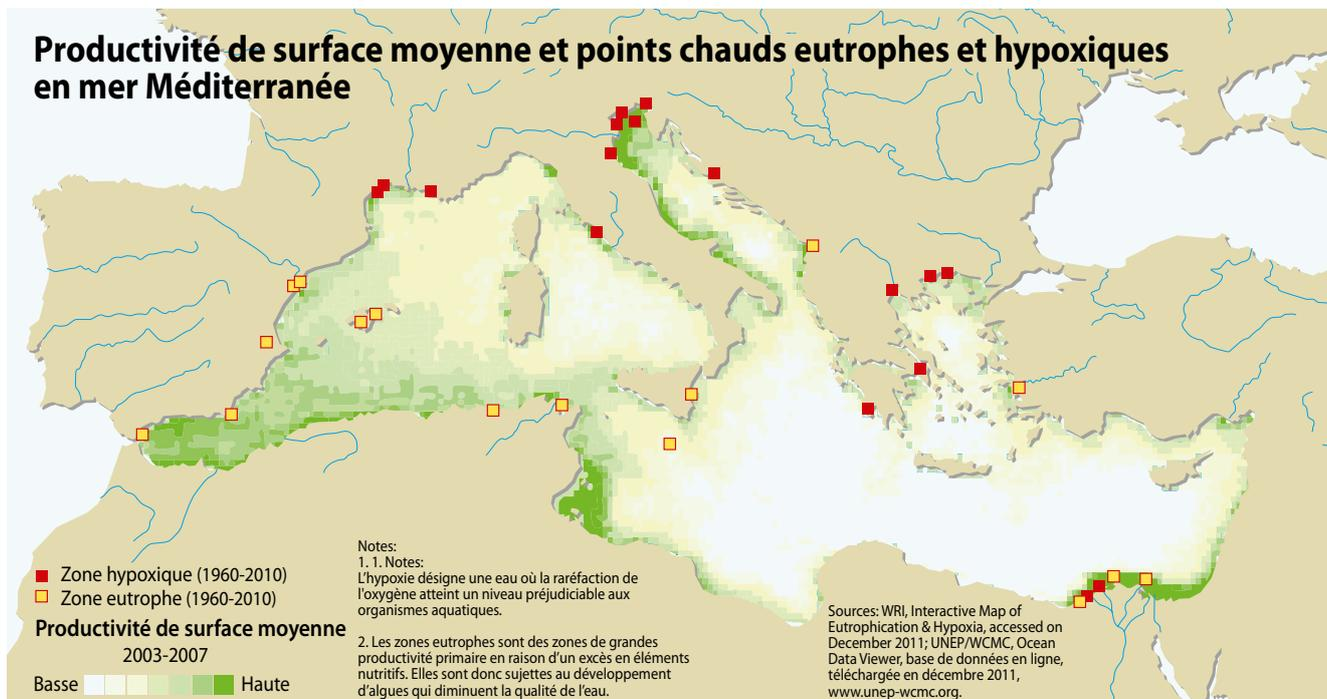 Productivité de surface moyenne et points chauds eutrophes et hypoxiques
en mer Méditerranée
Zone hypoxique (1960-2010)
Zone eutrophe (1960-2010)
Productivité de surface moyenne
2003-2007
Basse
Haute
Notes:
1. 1. Notes:
L’hypoxie désigne une eau où la raréfaction de
l’oxygène atteint un niveau préjudiciable aux
organismes aquatiques.
2. Les zones eutrophes sont des zones de grandes
productivité primaire en raison d’un excès en éléments
nutritifs. Elles sont donc sujettes au développement
d’algues qui diminuent la qualité de l’eau.
Sources: WRI, Interactive Map of
Eutrophication & Hypoxia, accessed on
December 2011; UNEP/WCMC, Ocean
Data Viewer, base de données en ligne,
téléchargée en décembre 2011,
www.unep-wcmc.org.